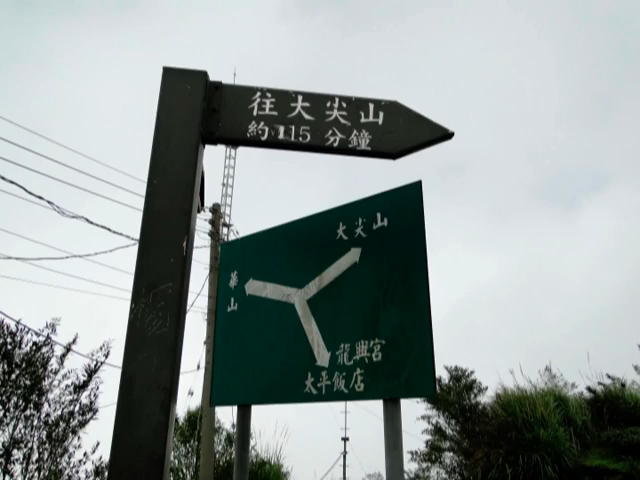 往大尖山
約115分鐘
大尖山
華山
龍興宮
太平飯店